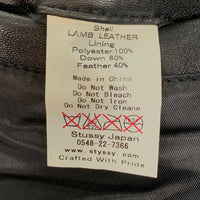 Shell
LAMB LEATHER
Lining
Polyester 100%
Down 60%
Feather 40%
Made in China
Do Not Wash
Do Not Bleach
Do Not Iron
Do Not Dry Cleane
Stussy Japan
0548-22-7366
www.styssy.com
Crafted With Pride